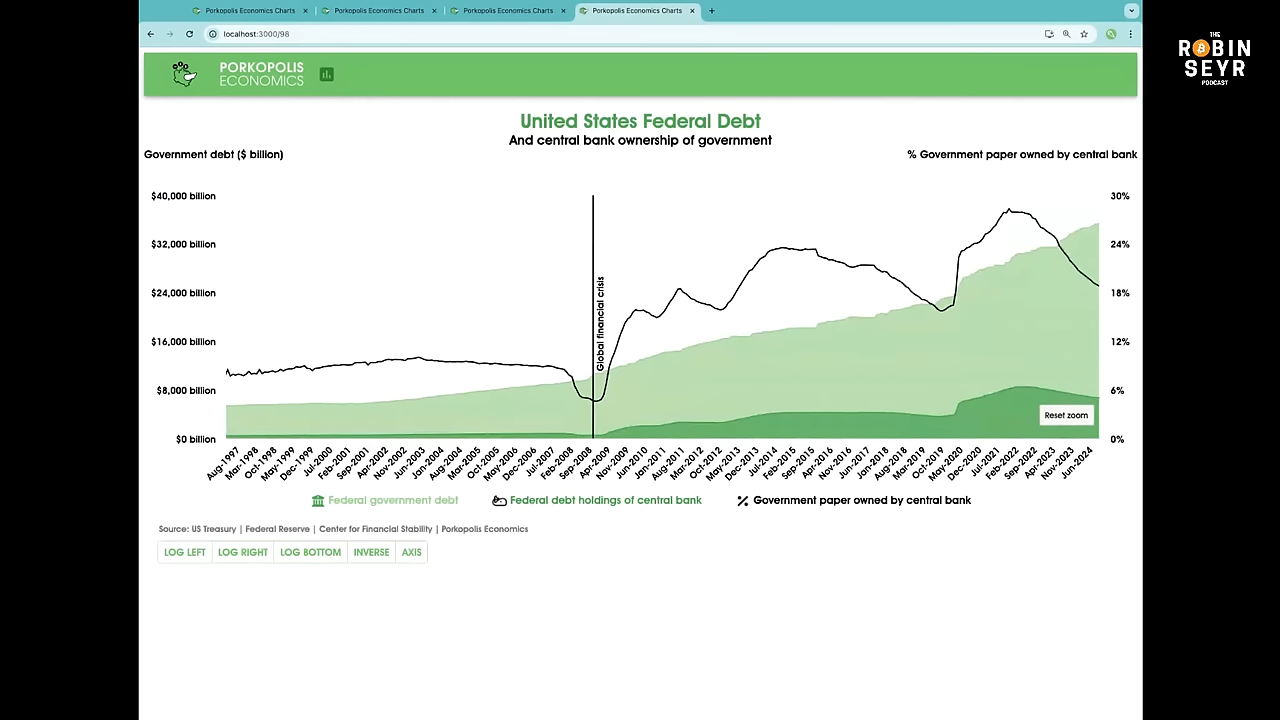 Porkopolis Economics Charts
Porkopolis Economics Charts
Porkopolis Economics Charts
Porkopolis Economics Charts
localhost:3000/98
THE
ROBIN
SEYR
PODCAST
PORKOPOLIS
ECONOMICS
United States Federal Debt
And central bank ownership of government
Government debt ($ billion)
% Government paper owned by central bank
$40,000 billion
$32,000 billion
$24,000 billion
$16,000 billion
$8,000 billion
$0 billion
30%
24%
18%
12%
6%
0%
Global financial crisis
Reset zoom
Aug-1997
Mar-1998
Oct-1998
May-1999
Dec-1999
Jul-2000
Feb-2001
Sep-2001
Apr-2002
Nov-2002
Jun-2003
Jan-2004
Aug-2004
Mar-2005
Oct-2005
May-2006
Dec-2006
Jul-2007
Feb-2008
Sep-2008
Apr-2009
Nov-2009
Jun-2010
Jan-2011
Aug-2011
Mar-2012
Oct-2012
May-2013
Dec-2013
Jul-2014
Feb-2015
Sep-2015
Apr-2016
Nov-2016
Jun-2017
Jan-2018
Aug-2018
Mar-2019
Oct-2019
May-2020
Dec-2020
Jul-2021
Feb-2022
Sep-2022
Apr-2023
Nov-2023
Jun-2024
Federal government debt
Federal debt holdings of central bank
Government paper owned by central bank
Source: US Treasury | Federal Reserve | Center for Financial Stability | Porkopolis Economics
LOG LEFT
LOG RIGHT
LOG BOTTOM
INVERSE
AXIS